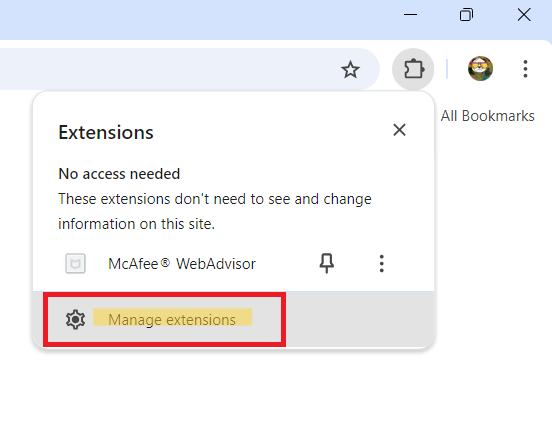 All Bookmarks
Extensions
No access needed
These extensions don't need to see and change
information on this site.
McAfee® WebAdvisor
Manage extensions